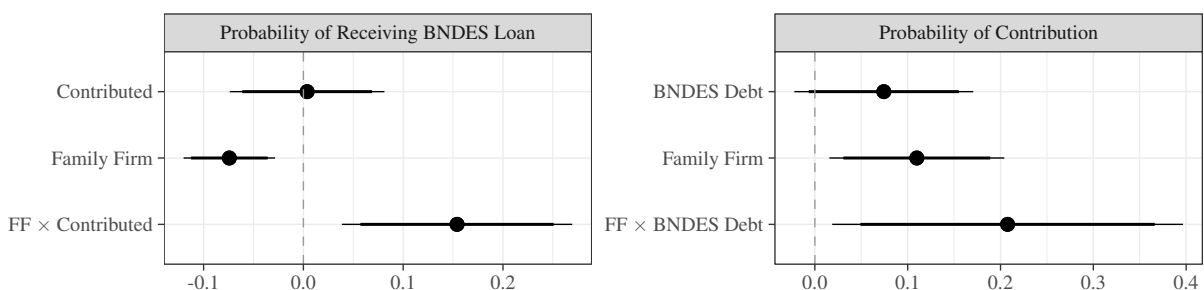 Probability of Receiving BNDES Loan
Contributed
Family Firm
FF × Contributed
-0.1 0.0 0.1 0.2
Probability of Contribution
BNDES Debt
Family Firm
FF × BNDES Debt
0.0 0.1 0.2 0.3 0.4